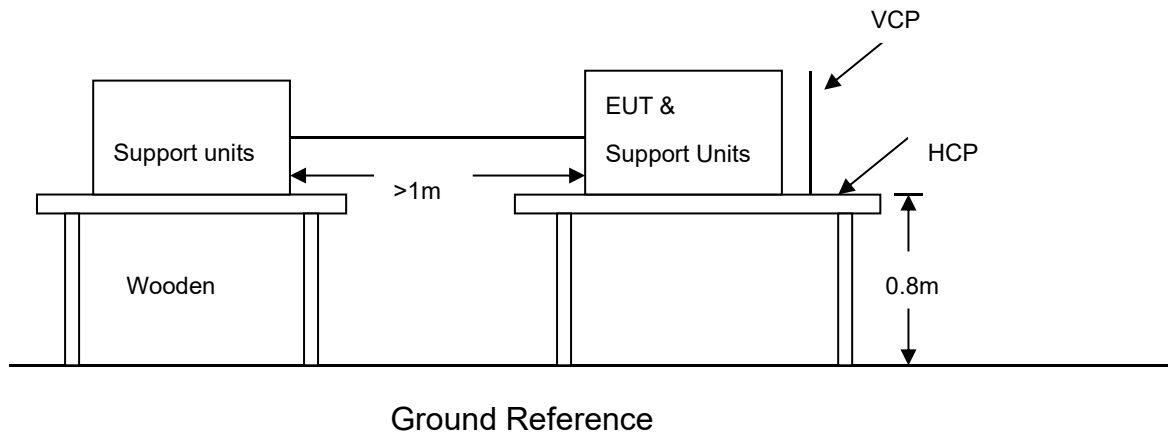 VCP
EUT &
Support Units
Support units
HCP
>1m
Wooden
0.8m
Ground Reference